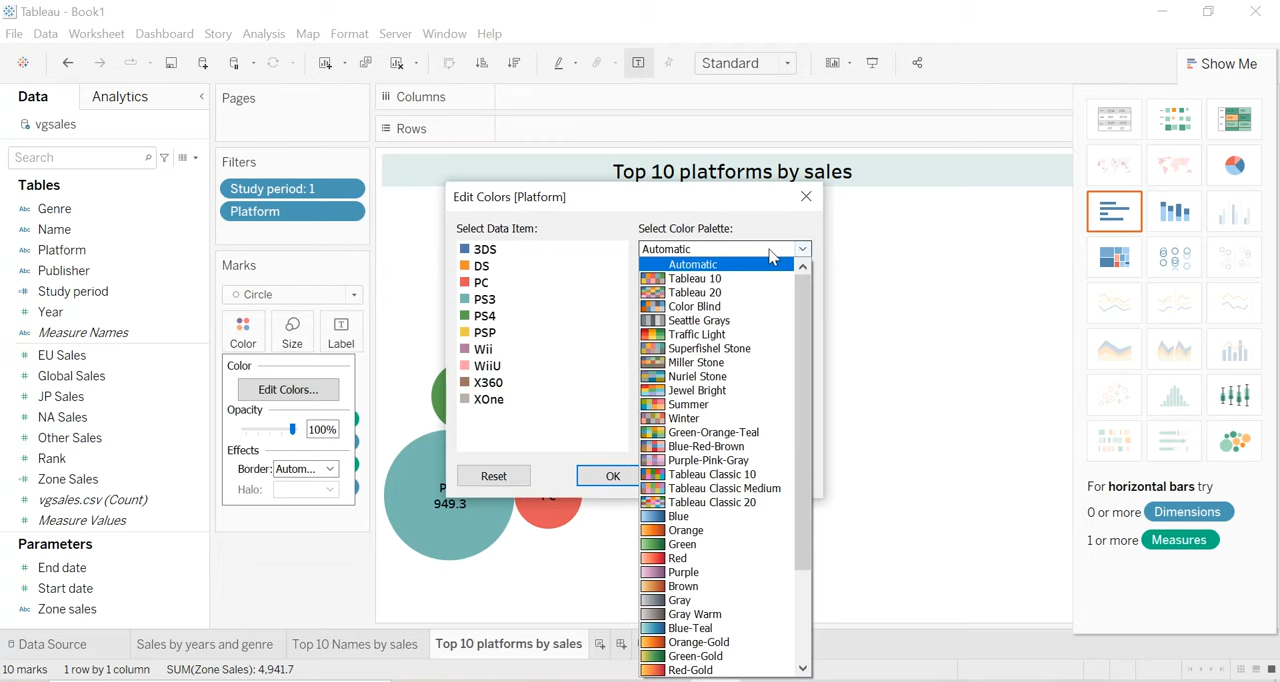 Tableau - Book1
File Data Worksheet Dashboard Story Analysis Map Format Server Window Help
Standard
Show Me
Data Analytics
vgsales
Search
Tables
Abc Genre
Abc Name
Abc Platform
Abc Publisher
# Study period
# Year
Abc Measure Names
# EU Sales
# Global Sales
# JP Sales
# NA Sales
# Other Sales
# Rank
# Zone Sales
# vgsales.csv (Count)
# Measure Values
Parameters
# End date
# Start date
Abc Zone sales
Pages
Filters
Study period: 1
Platform
Marks
Circle
Color Size Label
Color
Edit Colors...
Opacity
100%
Effects
Border: Autom...
Halo:
Columns
Rows
Top 10 platforms by sales
949.3
Edit Colors [Platform]
Select Data Item:
3DS
DS
PC
PS3
PS4
PSP
Wii
WiiU
X360
XOne
Reset OK
Select Color Palette:
Automatic
Automatic
Tableau 10
Tableau 20
Color Blind
Seattle Grays
Traffic Light
Superfishel Stone
Miller Stone
Nuriel Stone
Jewel Bright
Summer
Winter
Green-Orange-Teal
Blue-Red-Brown
Purple-Pink-Gray
Tableau Classic 10
Tableau Classic Medium
Tableau Classic 20
Blue
Orange
Green
Red
Purple
Brown
Gray
Gray Warm
Blue-Teal
Orange-Gold
Green-Gold
Red-Gold
For horizontal bars try
0 or more Dimensions
1 or more Measures
Data Source Sales by years and genre Top 10 Names by sales Top 10 platforms by sales
10 marks 1 row by 1 column SUM(Zone Sales): 4,941.7